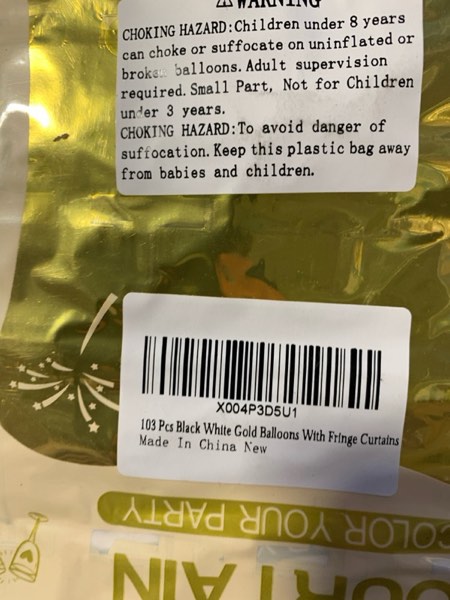 ⚠WARNING
CHOKING HAZARD:Children under 8 years
can choke or suffocate on uninflated or
broken balloons. Adult supervision
required. Small Part, Not for Children
under 3 years.
CHOKING HAZARD:To avoid danger of
suffocation. Keep this plastic bag away
from babies and children.
X004P3D5U1
103 Pcs Black White Gold Balloons With Fringe Curtains
Made In China New
COLOR YOUR PARTY